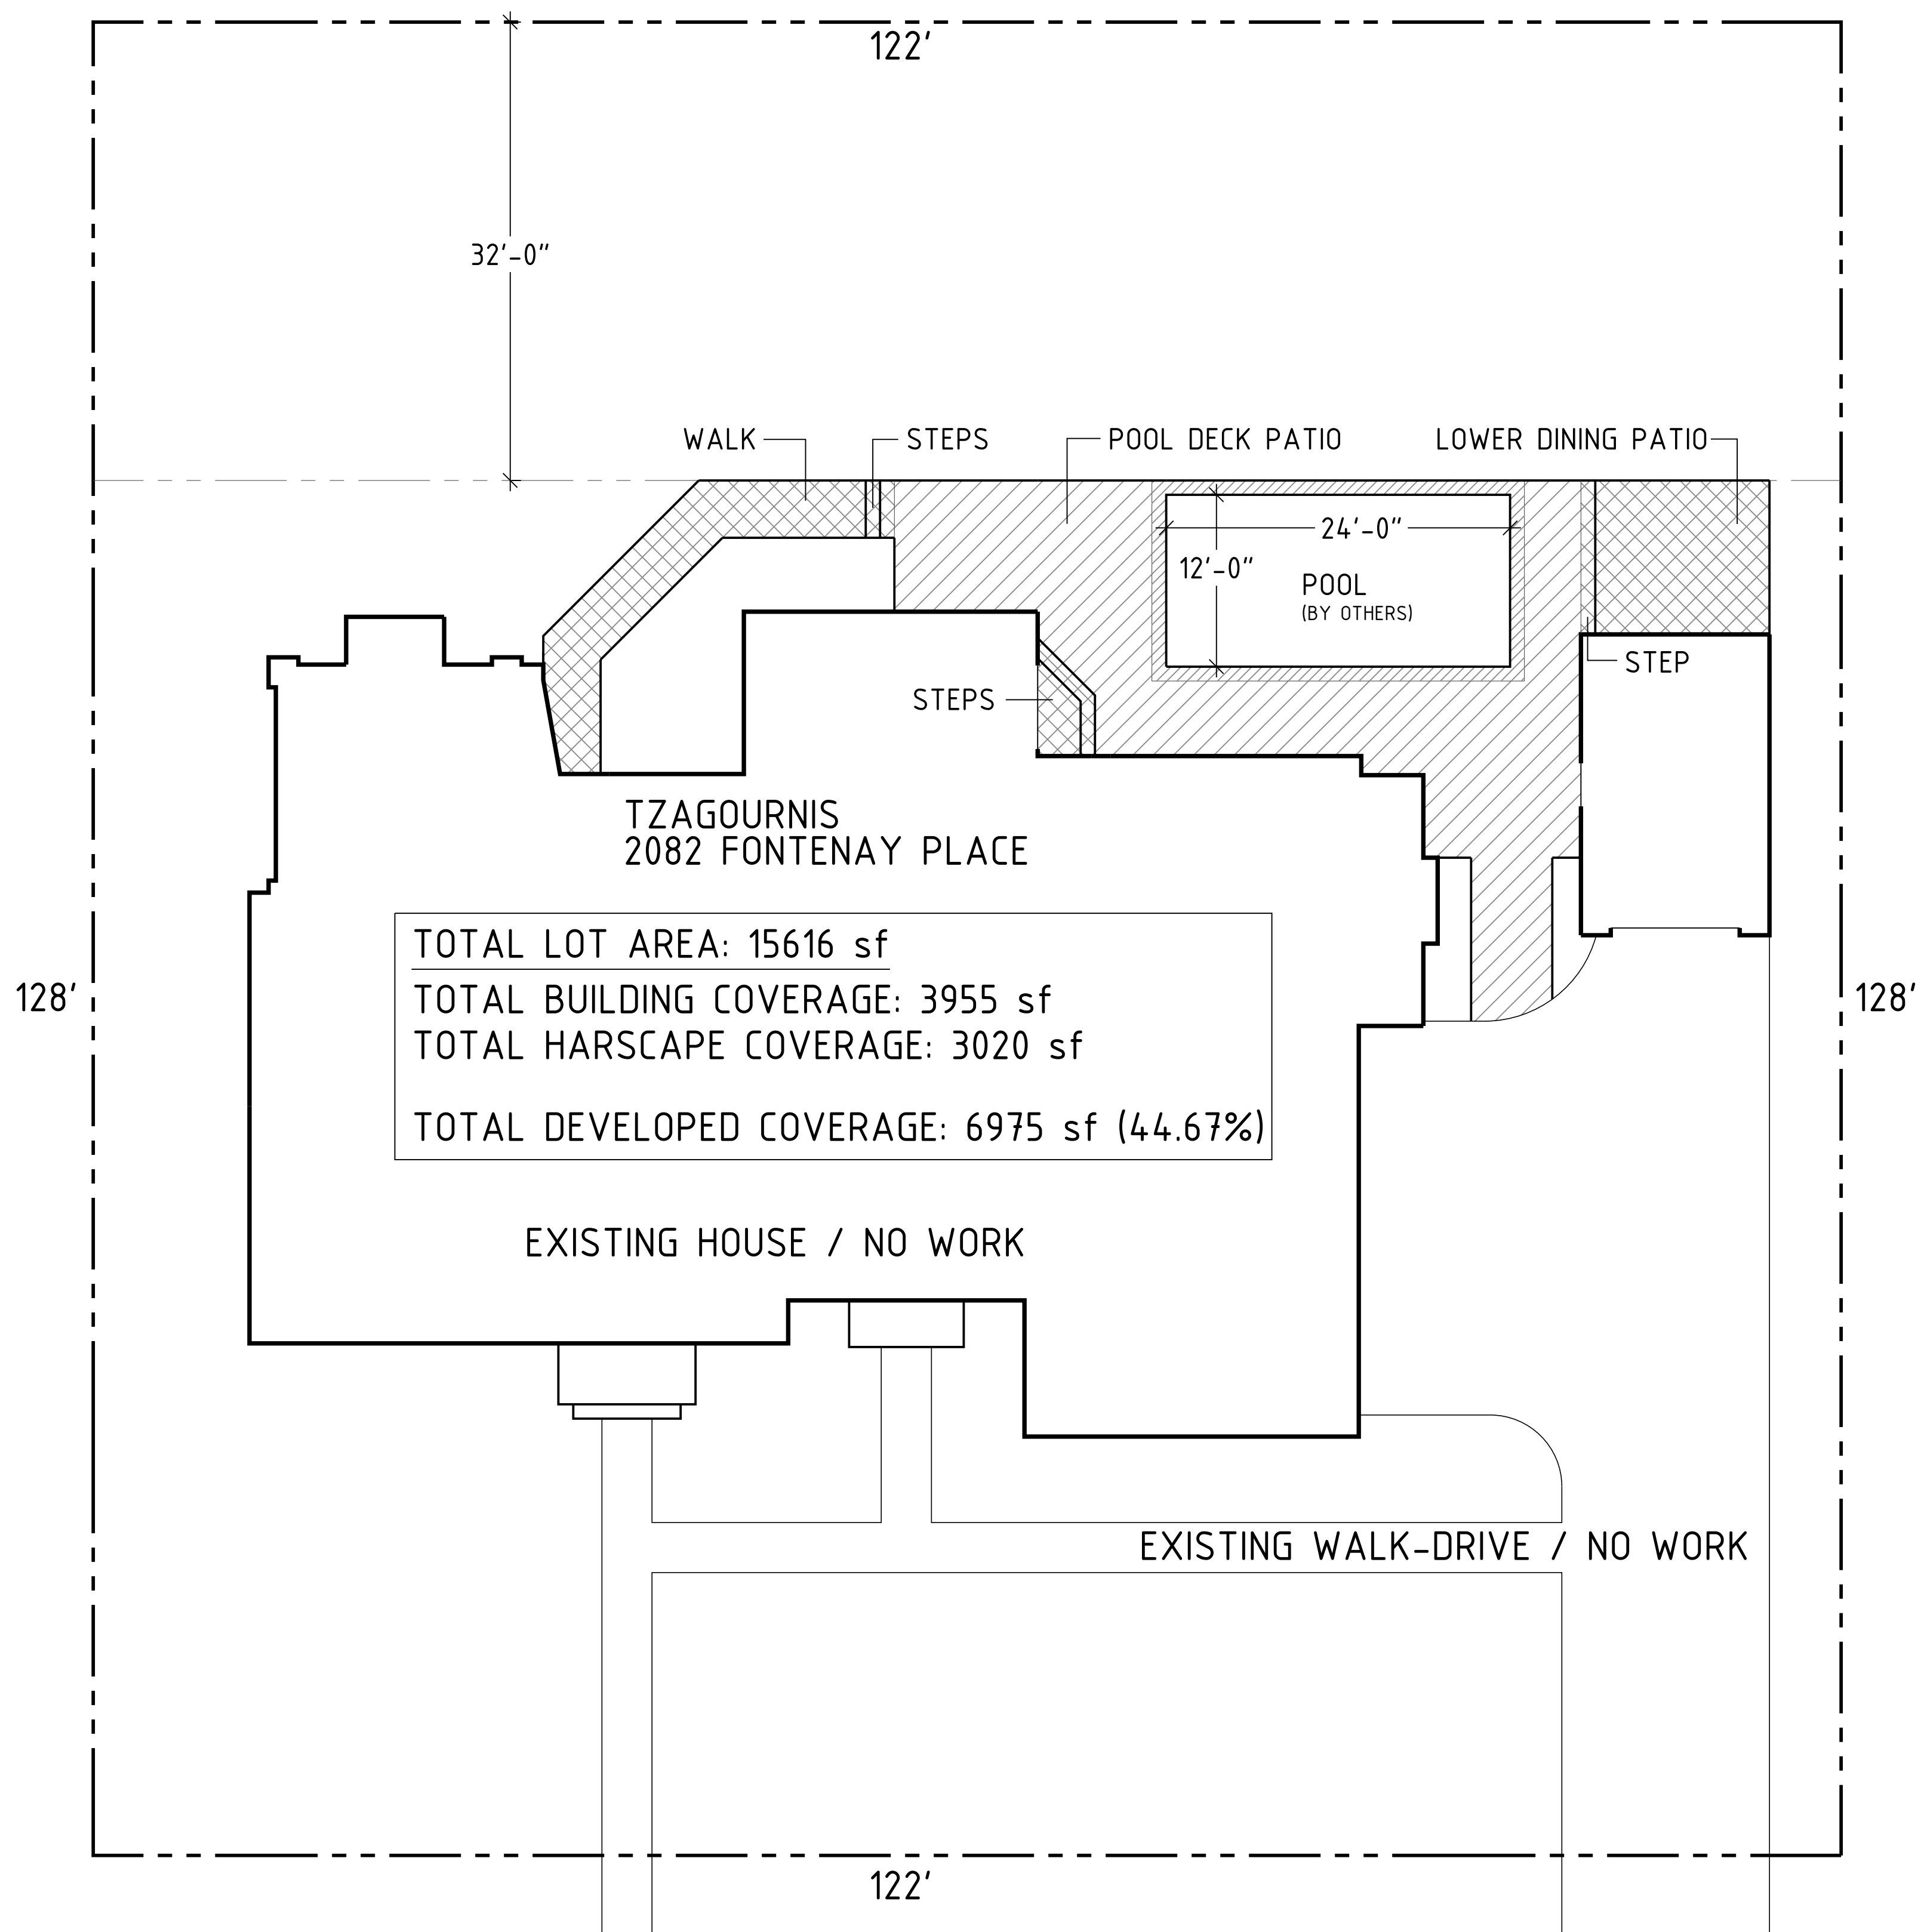 122'
32'-0"
WALK
STEPS
POOL DECK PATIO
LOWER DINING PATIO
24'-0"
12'-0"
POOL
(BY OTHERS)
STEP
STEPS
TZAGOURNIS
2082 FONTENAY PLACE
TOTAL LOT AREA: 15616 sf
128'
TOTAL BUILDING COVERAGE: 3955 sf
128'
TOTAL HARSCAPE COVERAGE: 3020 sf
TOTAL DEVELOPED COVERAGE: 6975 sf (44.67%)
EXISTING HOUSE / NO WORK
EXISTING WALK-DRIVE / NO WORK
122'